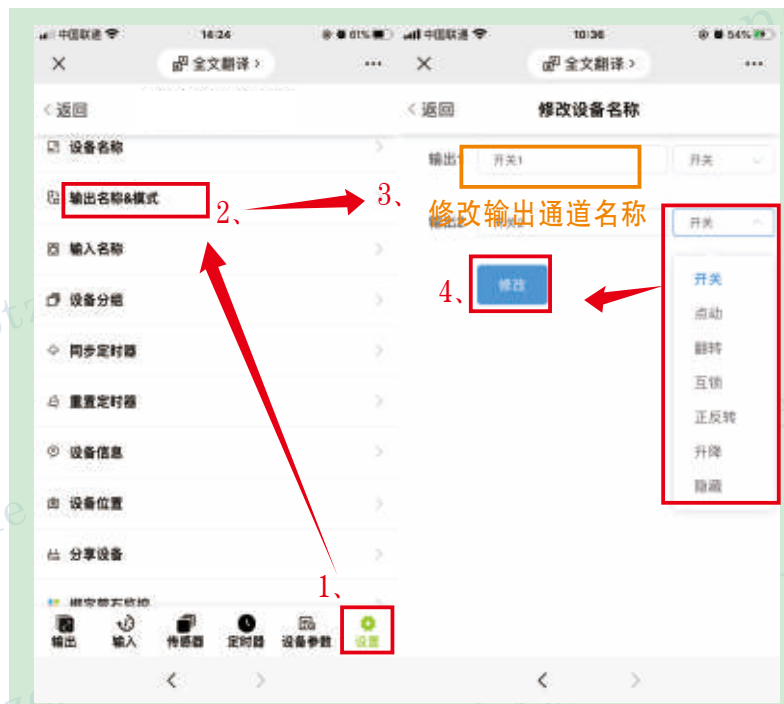 中国联通
14:24
61%
全文翻译 ›
返回
设备名称
输出名称&模式
2、
输入名称
设备分组
同步定时器
重置定时器
设备信息
设备位置
分享设备
1、
输出
输入
传感器
定时器
设备参数
设置
中国联通
10:36
54%
全文翻译 ›
返回
修改设备名称
输出1
开关1
开关
3、
修改输出通道名称
开关
4、
修改
开关
点动
翻转
互锁
正反转
升降
隐藏